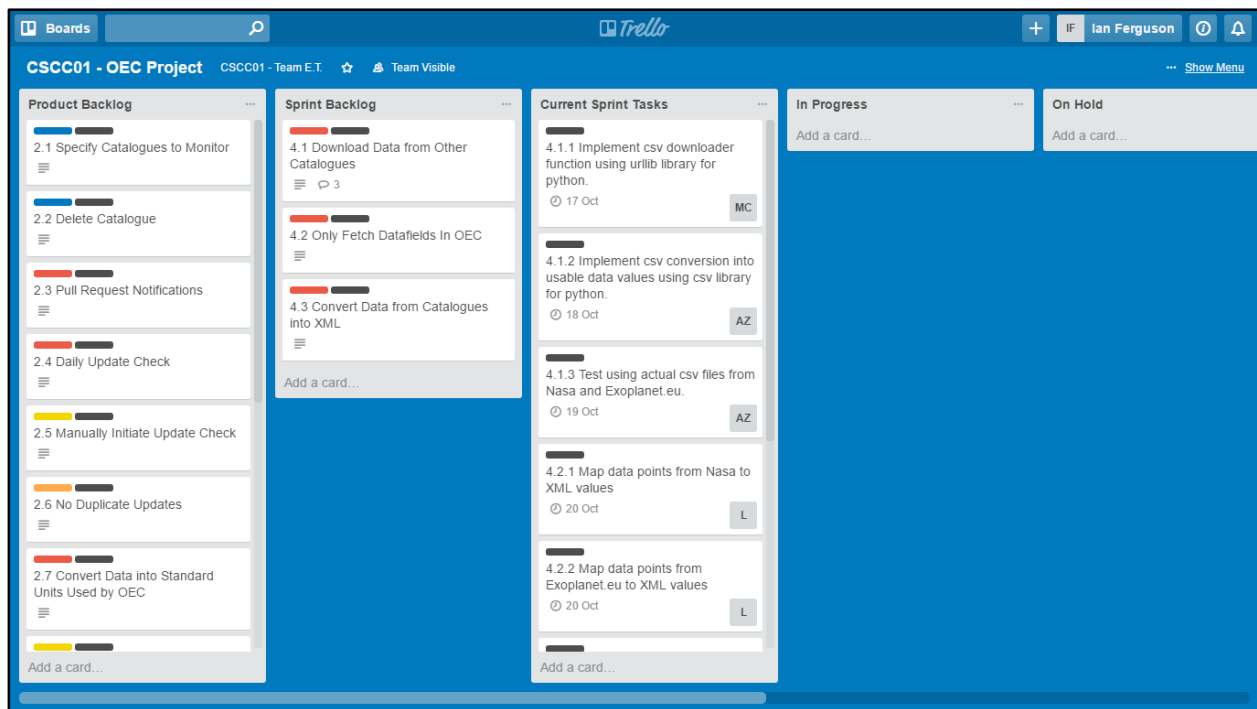 Boards
Trello
IF Ian Ferguson
CSCC01 - OEC Project
CSCC01 - Team E.T.
Team Visible
... Show Menu
Product Backlog ...
2.1 Specify Catalogues to Monitor
2.2 Delete Catalogue
2.3 Pull Request Notifications
2.4 Daily Update Check
2.5 Manually Initiate Update Check
2.6 No Duplicate Updates
2.7 Convert Data into Standard
Units Used by OEC
Add a card...
Sprint Backlog ...
4.1 Download Data from Other
Catalogues
3
4.2 Only Fetch Datafields In OEC
4.3 Convert Data from Catalogues
into XML
Add a card...
Current Sprint Tasks ...
4.1.1 Implement csv downloader
function using urllib library for
python.
17 Oct
MC
4.1.2 Implement csv conversion into
usable data values using csv library
for python.
18 Oct
AZ
4.1.3 Test using actual csv files from
Nasa and Exoplanet.eu.
19 Oct
AZ
4.2.1 Map data points from Nasa to
XML values
20 Oct
L
4.2.2 Map data points from
Exoplanet.eu to XML values
20 Oct
L
Add a card...
In Progress ...
Add a card...
On Hold
Add a card...